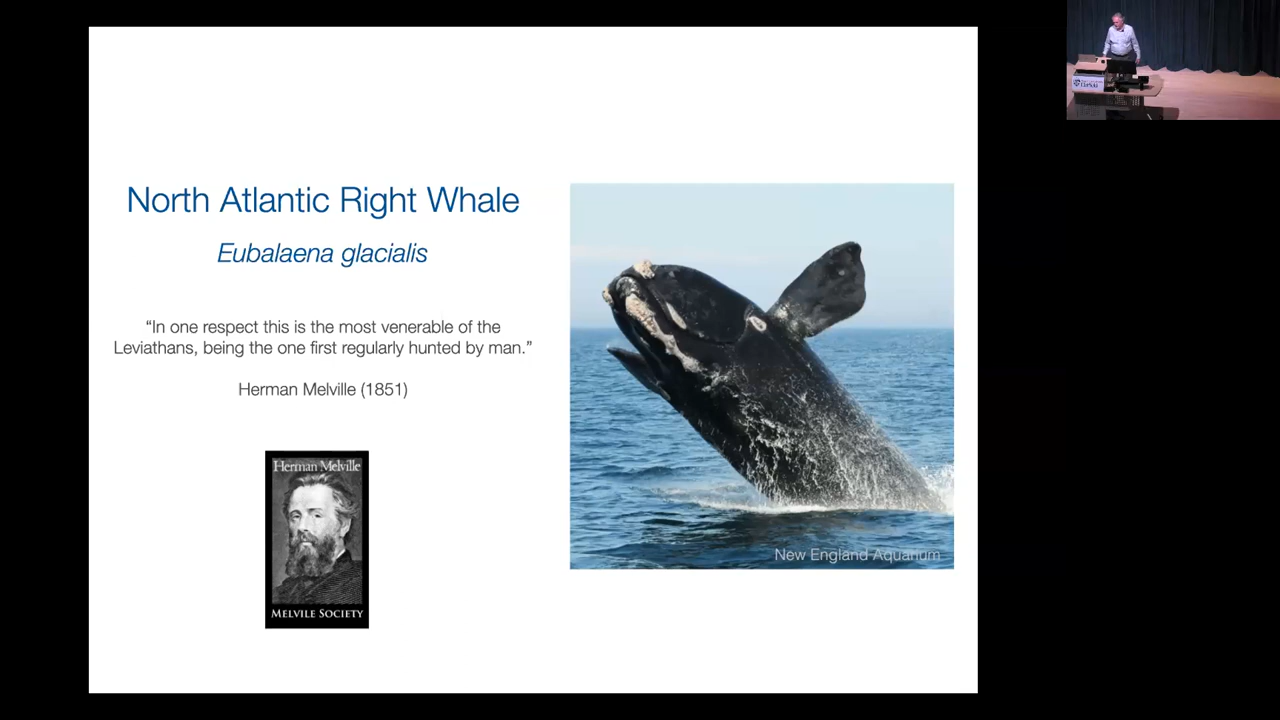 North Atlantic Right Whale
Eubalaena glacialis
“In one respect this is the most venerable of the
Leviathans, being the one first regularly hunted by man.”
Herman Melville (1851)
Herman Melville
MELVILE SOCIETY
New England Aquarium